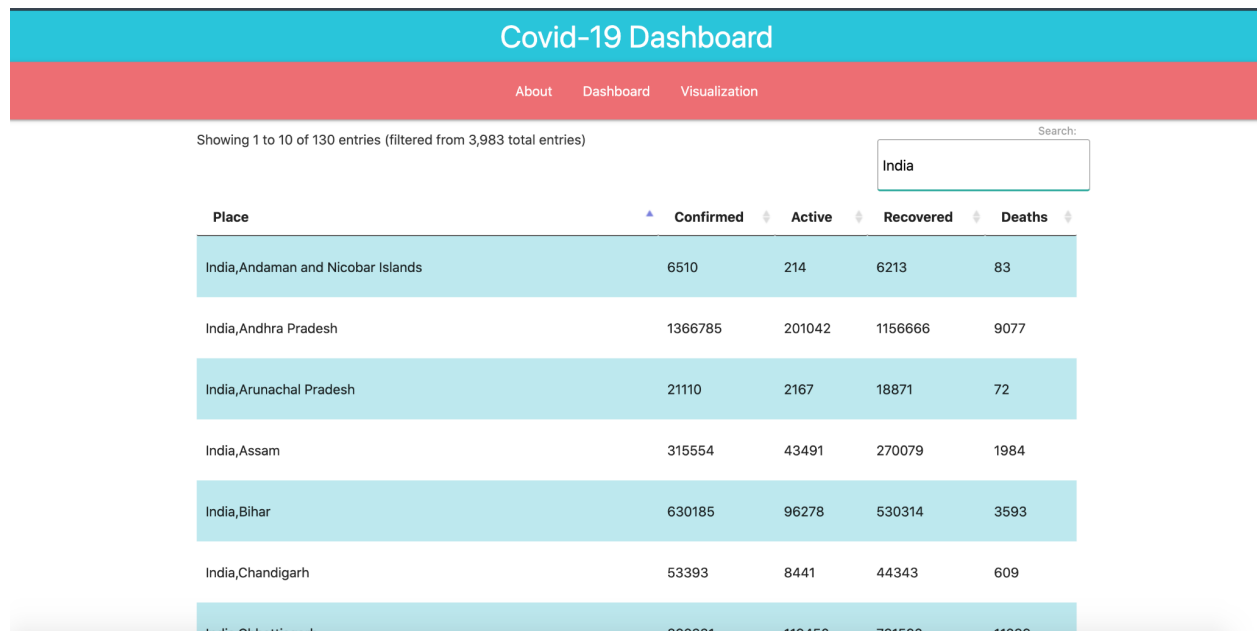 Covid-19 Dashboard
About Dashboard Visualization
Showing 1 to 10 of 130 entries (filtered from 3,983 total entries)
Search:
India
Place Confirmed Active Recovered Deaths
India,Andaman and Nicobar Islands 6510 214 6213 83
India,Andhra Pradesh 1366785 201042 1156666 9077
India,Arunachal Pradesh 21110 2167 18871 72
India,Assam 315554 43491 270079 1984
India,Bihar 630185 96278 530314 3593
India,Chandigarh 53393 8441 44343 609